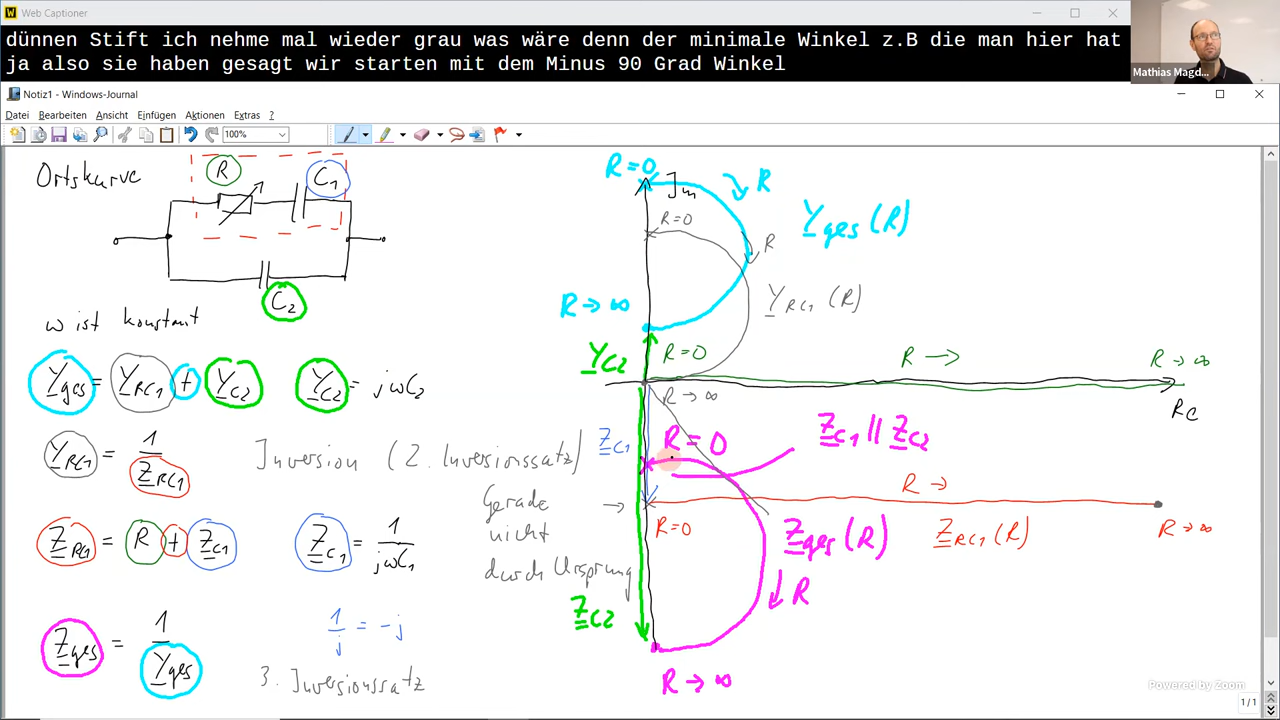 Web Captioner
dünnen Stift ich nehme mal wieder grau was wäre denn der minimale Winkel z.B die man hier hat
ja also sie haben gesagt wir starten mit dem Minus 90 Grad Winkel
Mathias Magd...
Notiz1 - Windows-Journal
Datei Bearbeiten Einfügen Aktionen Extras ?
100%
Ortskurve
R
C1
C2
ω ist konstant
Yges = YRC1 + YC2
YC2 = jωC2
YRC1 = 1/ZRC1
Inversion (2. Inversionssatz)
ZRC1 = R + ZC1
ZC1 = 1/jωC1
Gerade
nicht
durch Ursprung
Zges = 1/Yges
1/j = -j
3. Inversionssatz
R=0
Jm
R
Yges (R)
R=0
R
YRC1 (R)
R → ∞
YC2
R=0
R →
R → ∞
Re
R → ∞
ZC1
R=0
ZC1 || ZC2
R →
R=0
Zges (R)
ZRC1 (R)
R → ∞
R
ZC2
R → ∞
Powered by Zoom
1/1